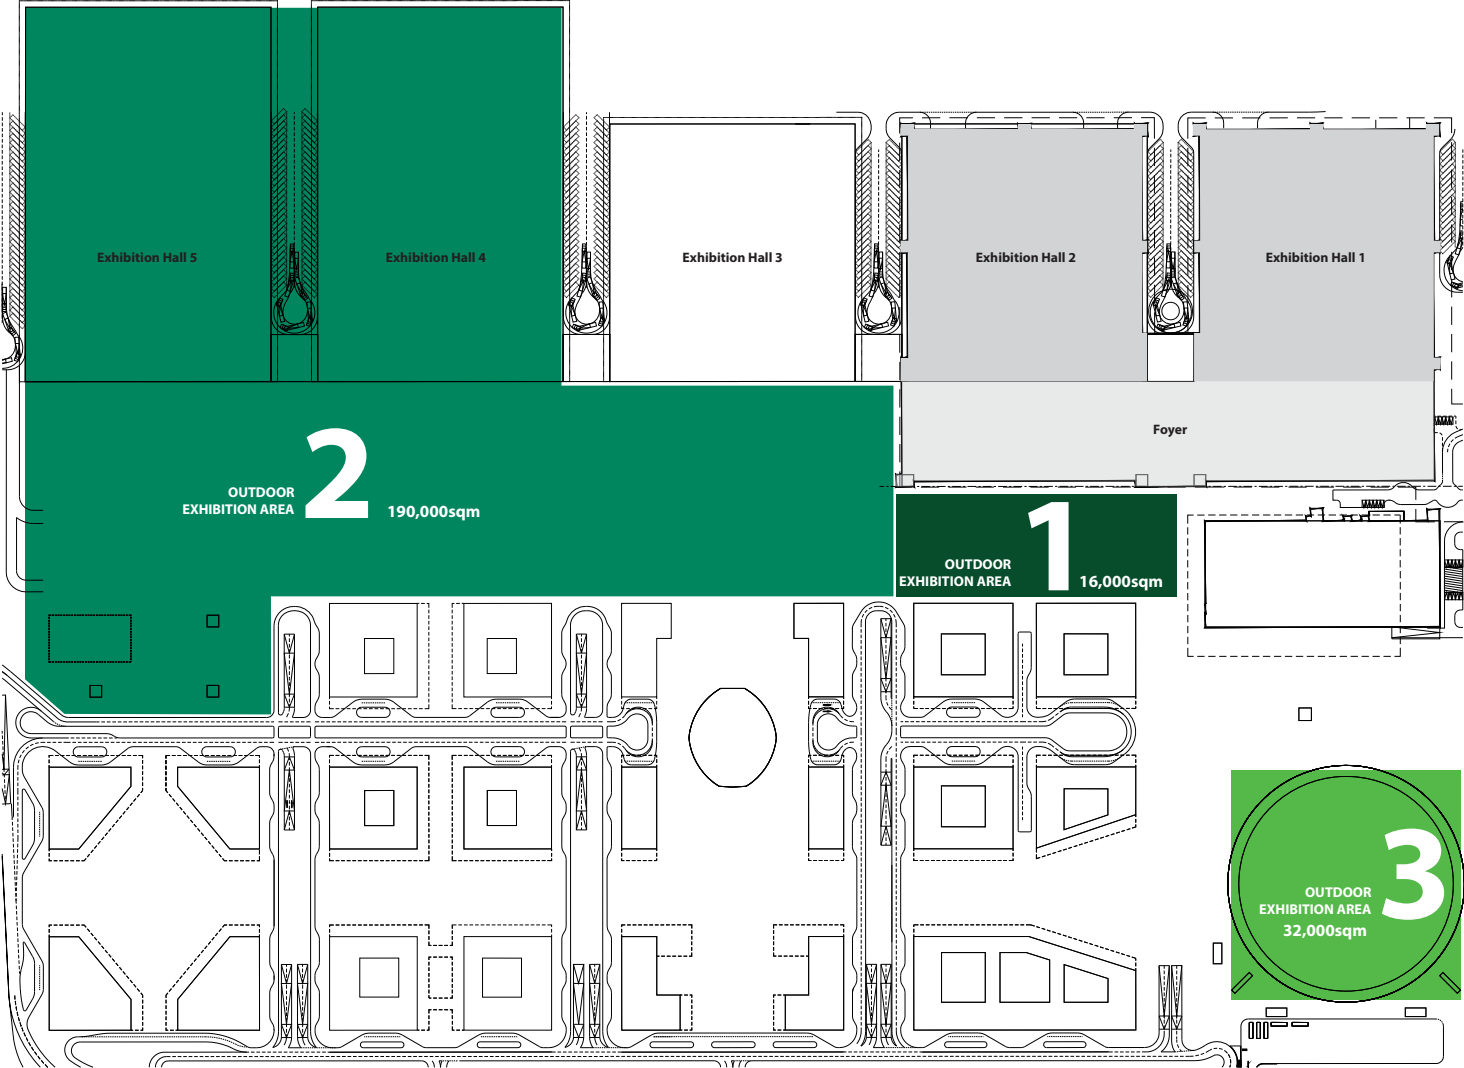 Exhibition Hall 5
Exhibition Hall 4
Exhibition Hall 3
Exhibition Hall 2
Exhibition Hall 1
Foyer
OUTDOOR
EXHIBITION AREA
2
190,000sqm
OUTDOOR
EXHIBITION AREA
1
16,000sqm
OUTDOOR
EXHIBITION AREA
3
32,000sqm